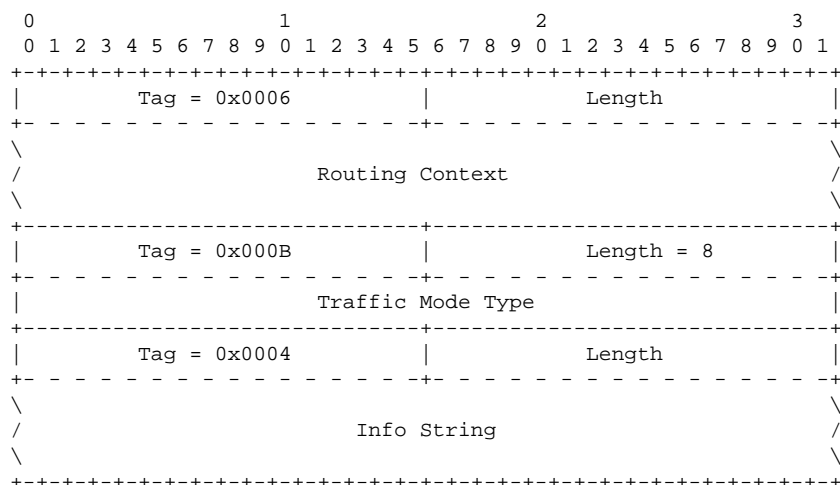 0                   1                   2                   3
 0 1 2 3 4 5 6 7 8 9 0 1 2 3 4 5 6 7 8 9 0 1 2 3 4 5 6 7 8 9 0 1
+-+-+-+-+-+-+-+-+-+-+-+-+-+-+-+-+-+-+-+-+-+-+-+-+-+-+-+-+-+-+-+-+
|         Tag = 0x0006          |            Length             |
+- - - - - - - - - - - - - - - -+- - - - - - - - - - - - - - - -+
\                                                               \
/                       Routing Context                         /
\                                                               \
+-------------------------------+-------------------------------+
|         Tag = 0x000B          |            Length = 8         |
+- - - - - - - - - - - - - - - -+- - - - - - - - - - - - - - - -+
|                       Traffic Mode Type                       |
+-------------------------------+-------------------------------+
|         Tag = 0x0004          |            Length             |
+- - - - - - - - - - - - - - - -+- - - - - - - - - - - - - - - -+
\                                                               \
/                          Info String                          /
\                                                               \
+-+-+-+-+-+-+-+-+-+-+-+-+-+-+-+-+-+-+-+-+-+-+-+-+-+-+-+-+-+-+-+-+